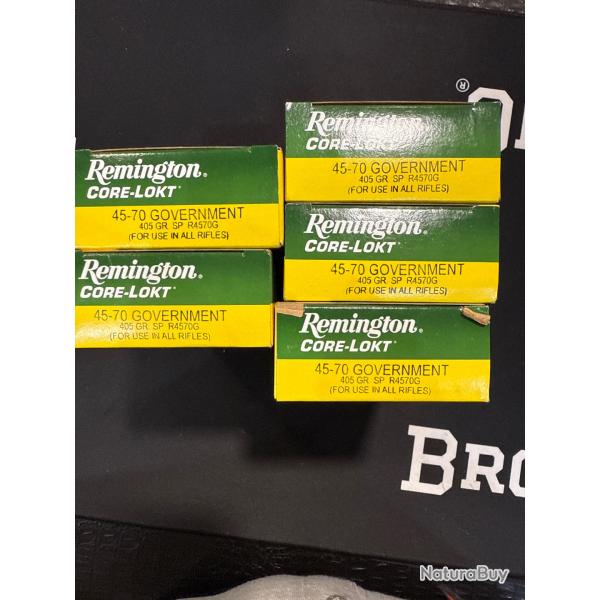 Remington®
CORE-LOKT®
45-70 GOVERNMENT
405 GR. SP R4570G
(FOR USE IN ALL RIFLES)
Remington®
CORE-LOKT®
45-70 GOVERNMENT
405 GR. SP R4570G
(FOR USE IN ALL RIFLES)
Remington®
CORE-LOKT®
45-70 GOVERNMENT
405 GR. SP R4570G
(FOR USE IN ALL RIFLES)
Remington®
CORE-LOKT®
45-70 GOVERNMENT
405 GR. SP R4570G
(FOR USE IN ALL RIFLES)
Remington®
CORE-LOKT®
45-70 GOVERNMENT
405 GR. SP R4570G
(FOR USE IN ALL RIFLES)
®
BRO
NaturaBuy